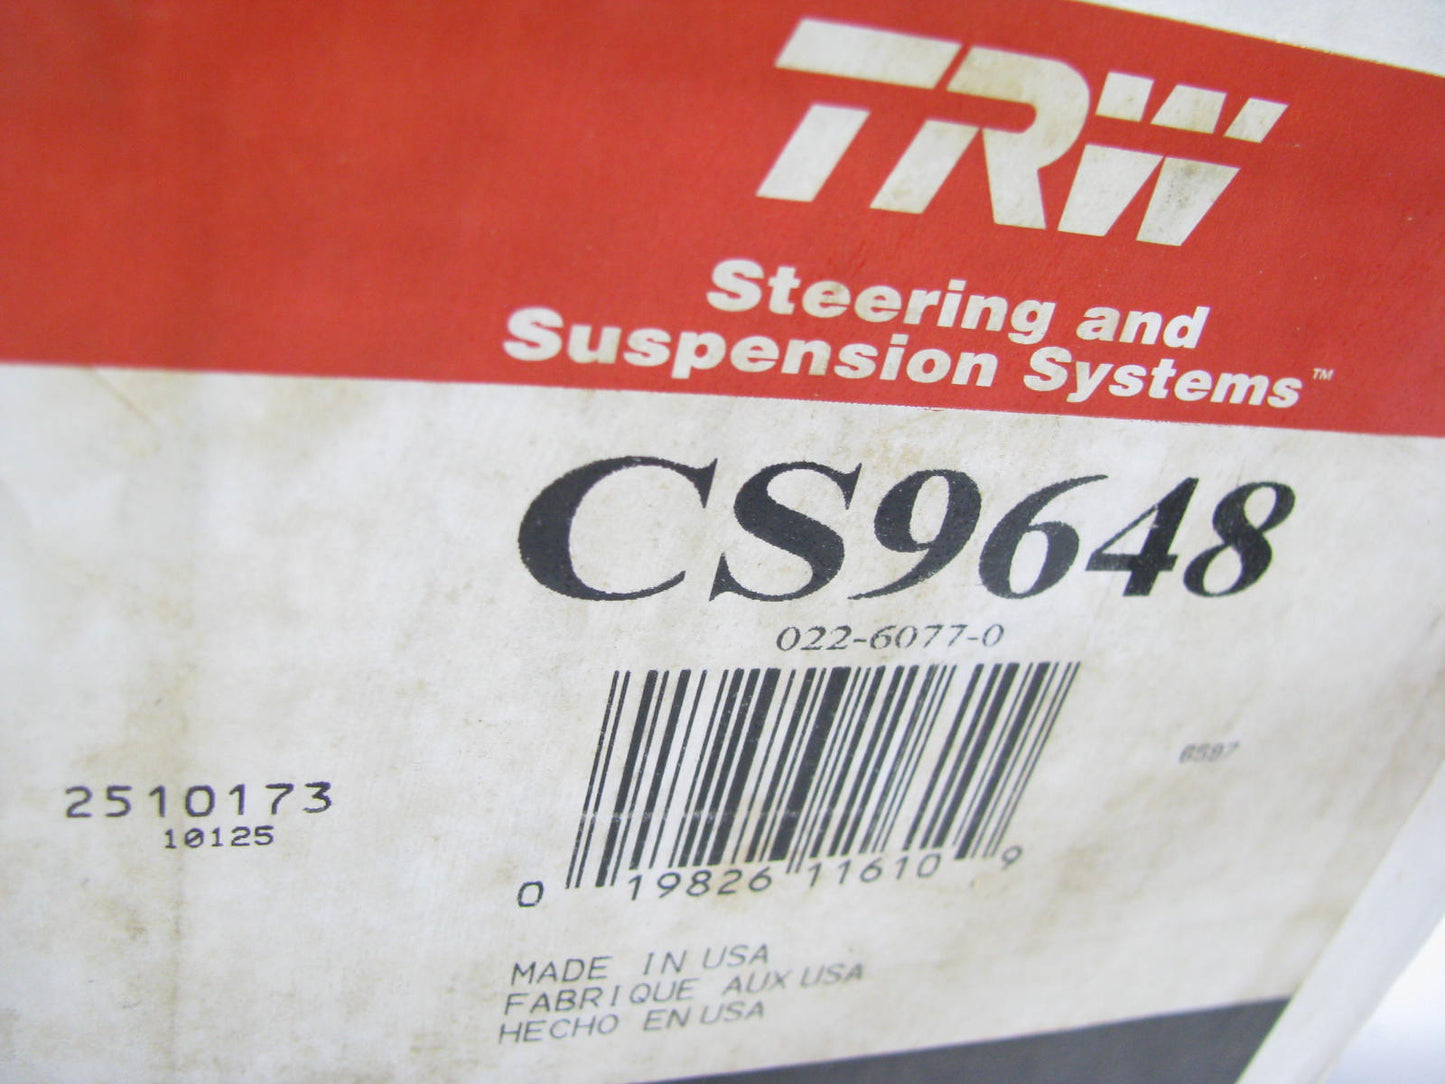 TRW
Steering and
Suspension Systems™
CS9648
022-6077-0
6597
2510173
10125
0 19826 11610 9
MADE IN USA
FABRIQUE AUX USA
HECHO EN USA